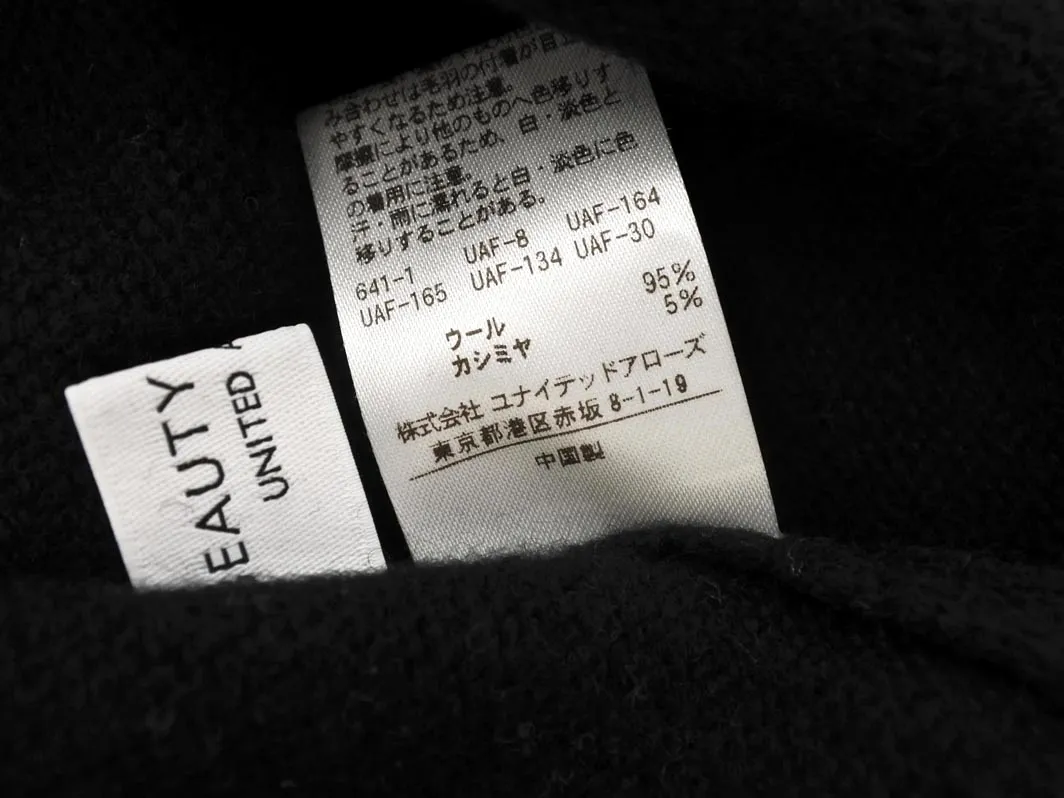 み合わせは毛羽の付着が目立
やすくなるため注意。
摩擦により他のものへ色移りす
ることがあるため、白・淡色と
の着用に注意。
汗・雨に濡れると白・淡色に色
移りすることがある。
641-1 UAF-8 UAF-164
UAF-165 UAF-134 UAF-30
ウール 95%
カシミヤ 5%
株式会社 ユナイテッドアローズ
東京都港区赤坂 8-1-19
中国製
EAUTY
UNITED A